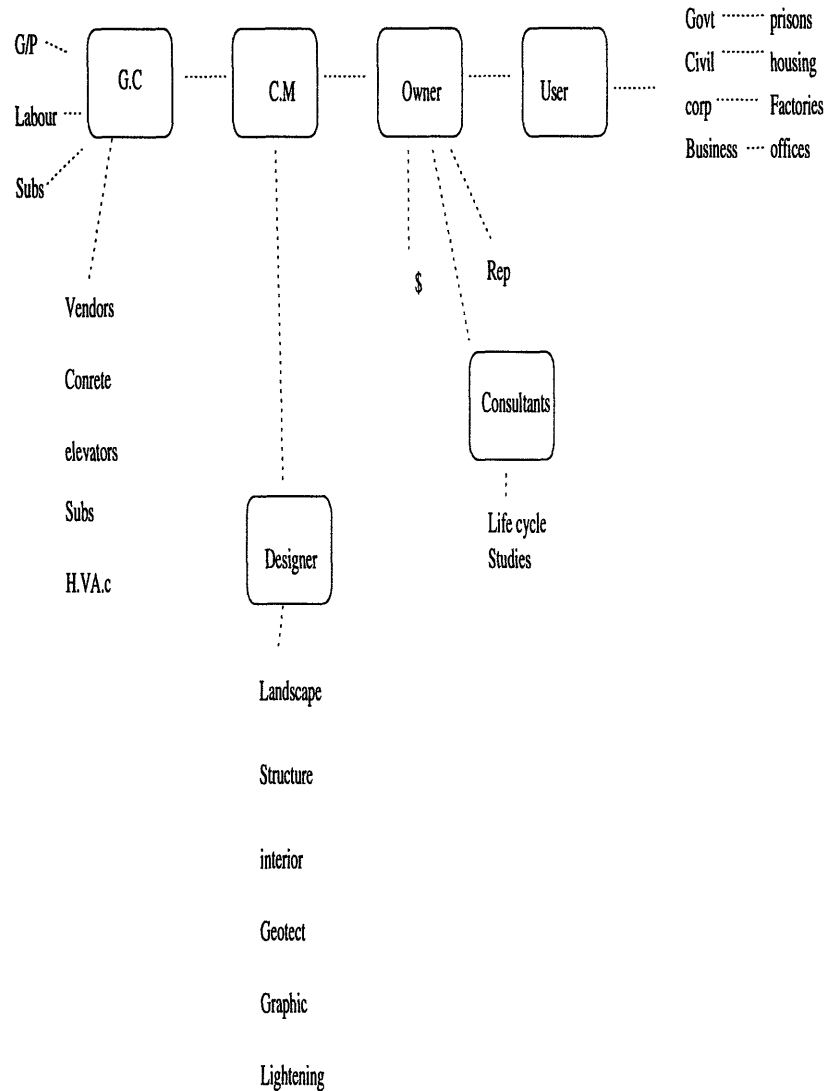 G/P
Labour
Subs
G.C
C.M
Owner
User
Govt ........ prisons
Civil ........ housing
corp ........ Factories
Business .... offices
Vendors
Conrete
elevators
Subs
H.VA.c
$
Rep
Consultants
Life cycle
Studies
Designer
Landscape
Structure
interior
Geotect
Graphic
Lightening